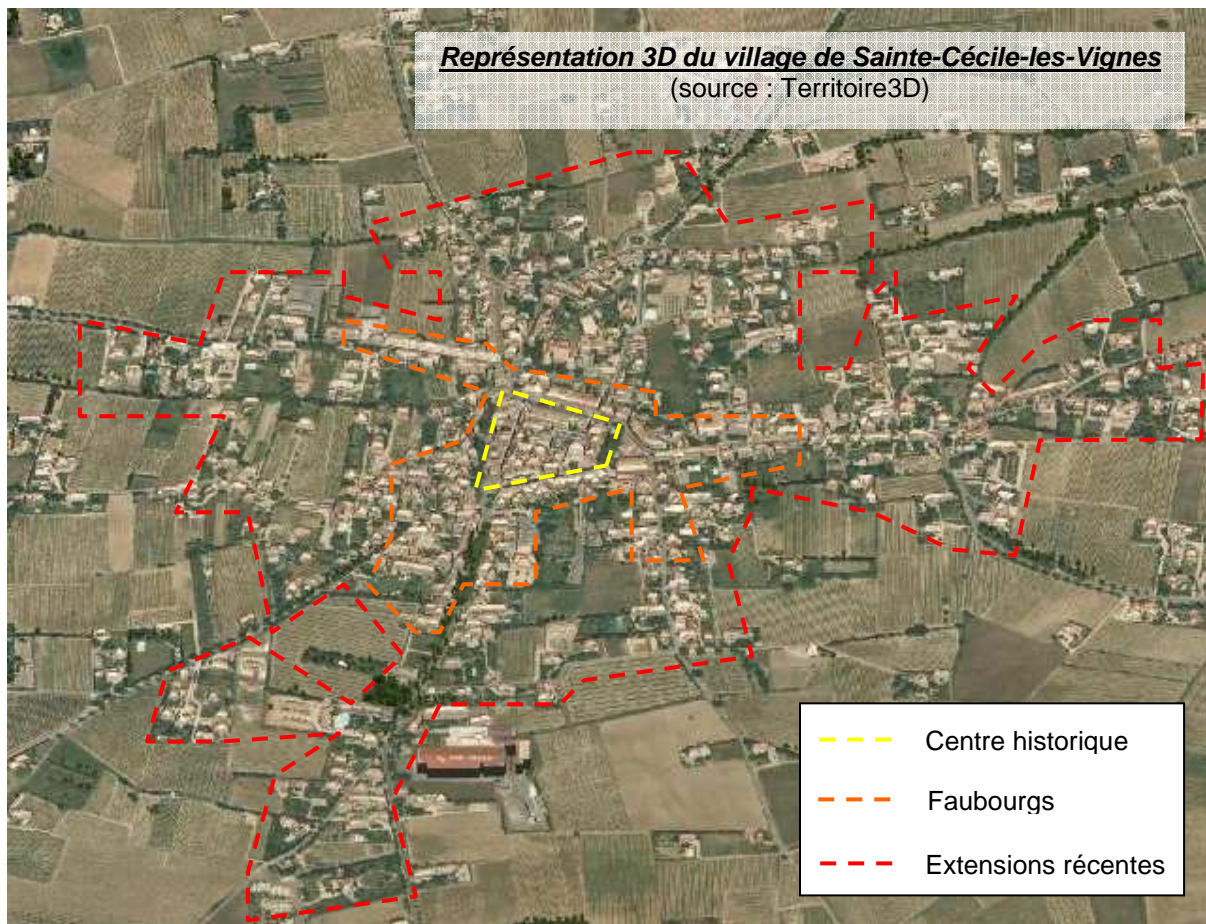 Représentation 3D du village de Sainte-Cécile-les-Vignes
(source : Territoire3D)
Centre historique
Faubourgs
Extensions récentes